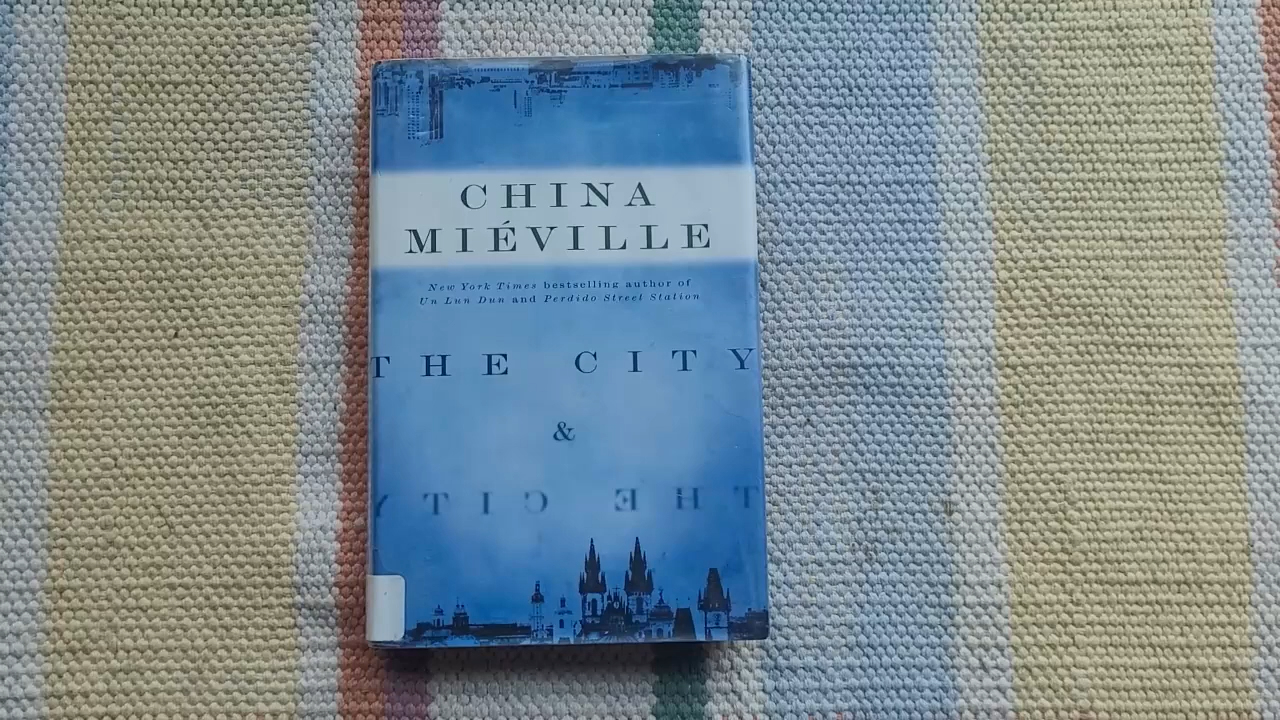 CHINA
MIÉVILLE
New York Times bestselling author of
Un Lun Dun and Perdido Street Station
THE CITY
&
THE CITY